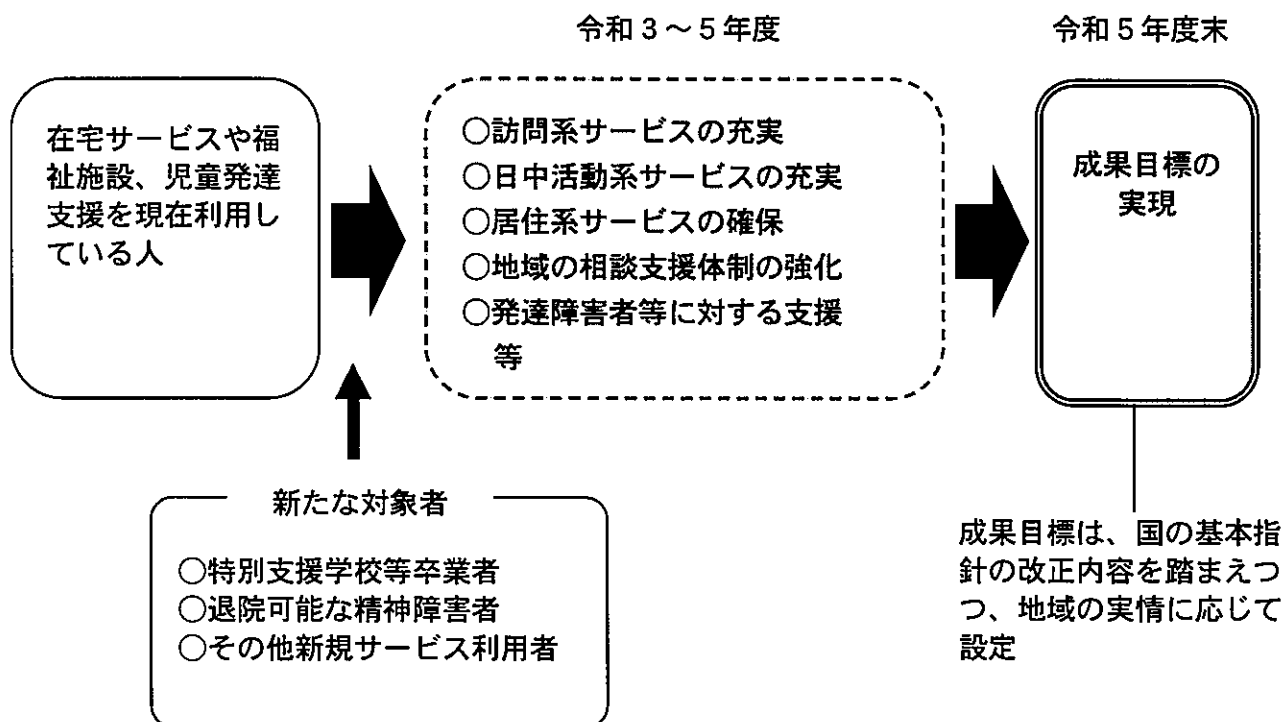 令和3~5年度
令和5年度末
在宅サービスや福
祉施設、児童発達
支援を現在利用し
ている人
○訪問系サービスの充実
○日中活動系サービスの充実
○居住系サービスの確保
○地域の相談支援体制の強化
○発達障害者等に対する支援
等
成果目標の
実現
新たな対象者
○特別支援学校等卒業者
○退院可能な精神障害者
○その他新規サービス利用者
成果目標は、国の基本指
針の改正内容を踏まえつ
つ、地域の実情に応じて
設定